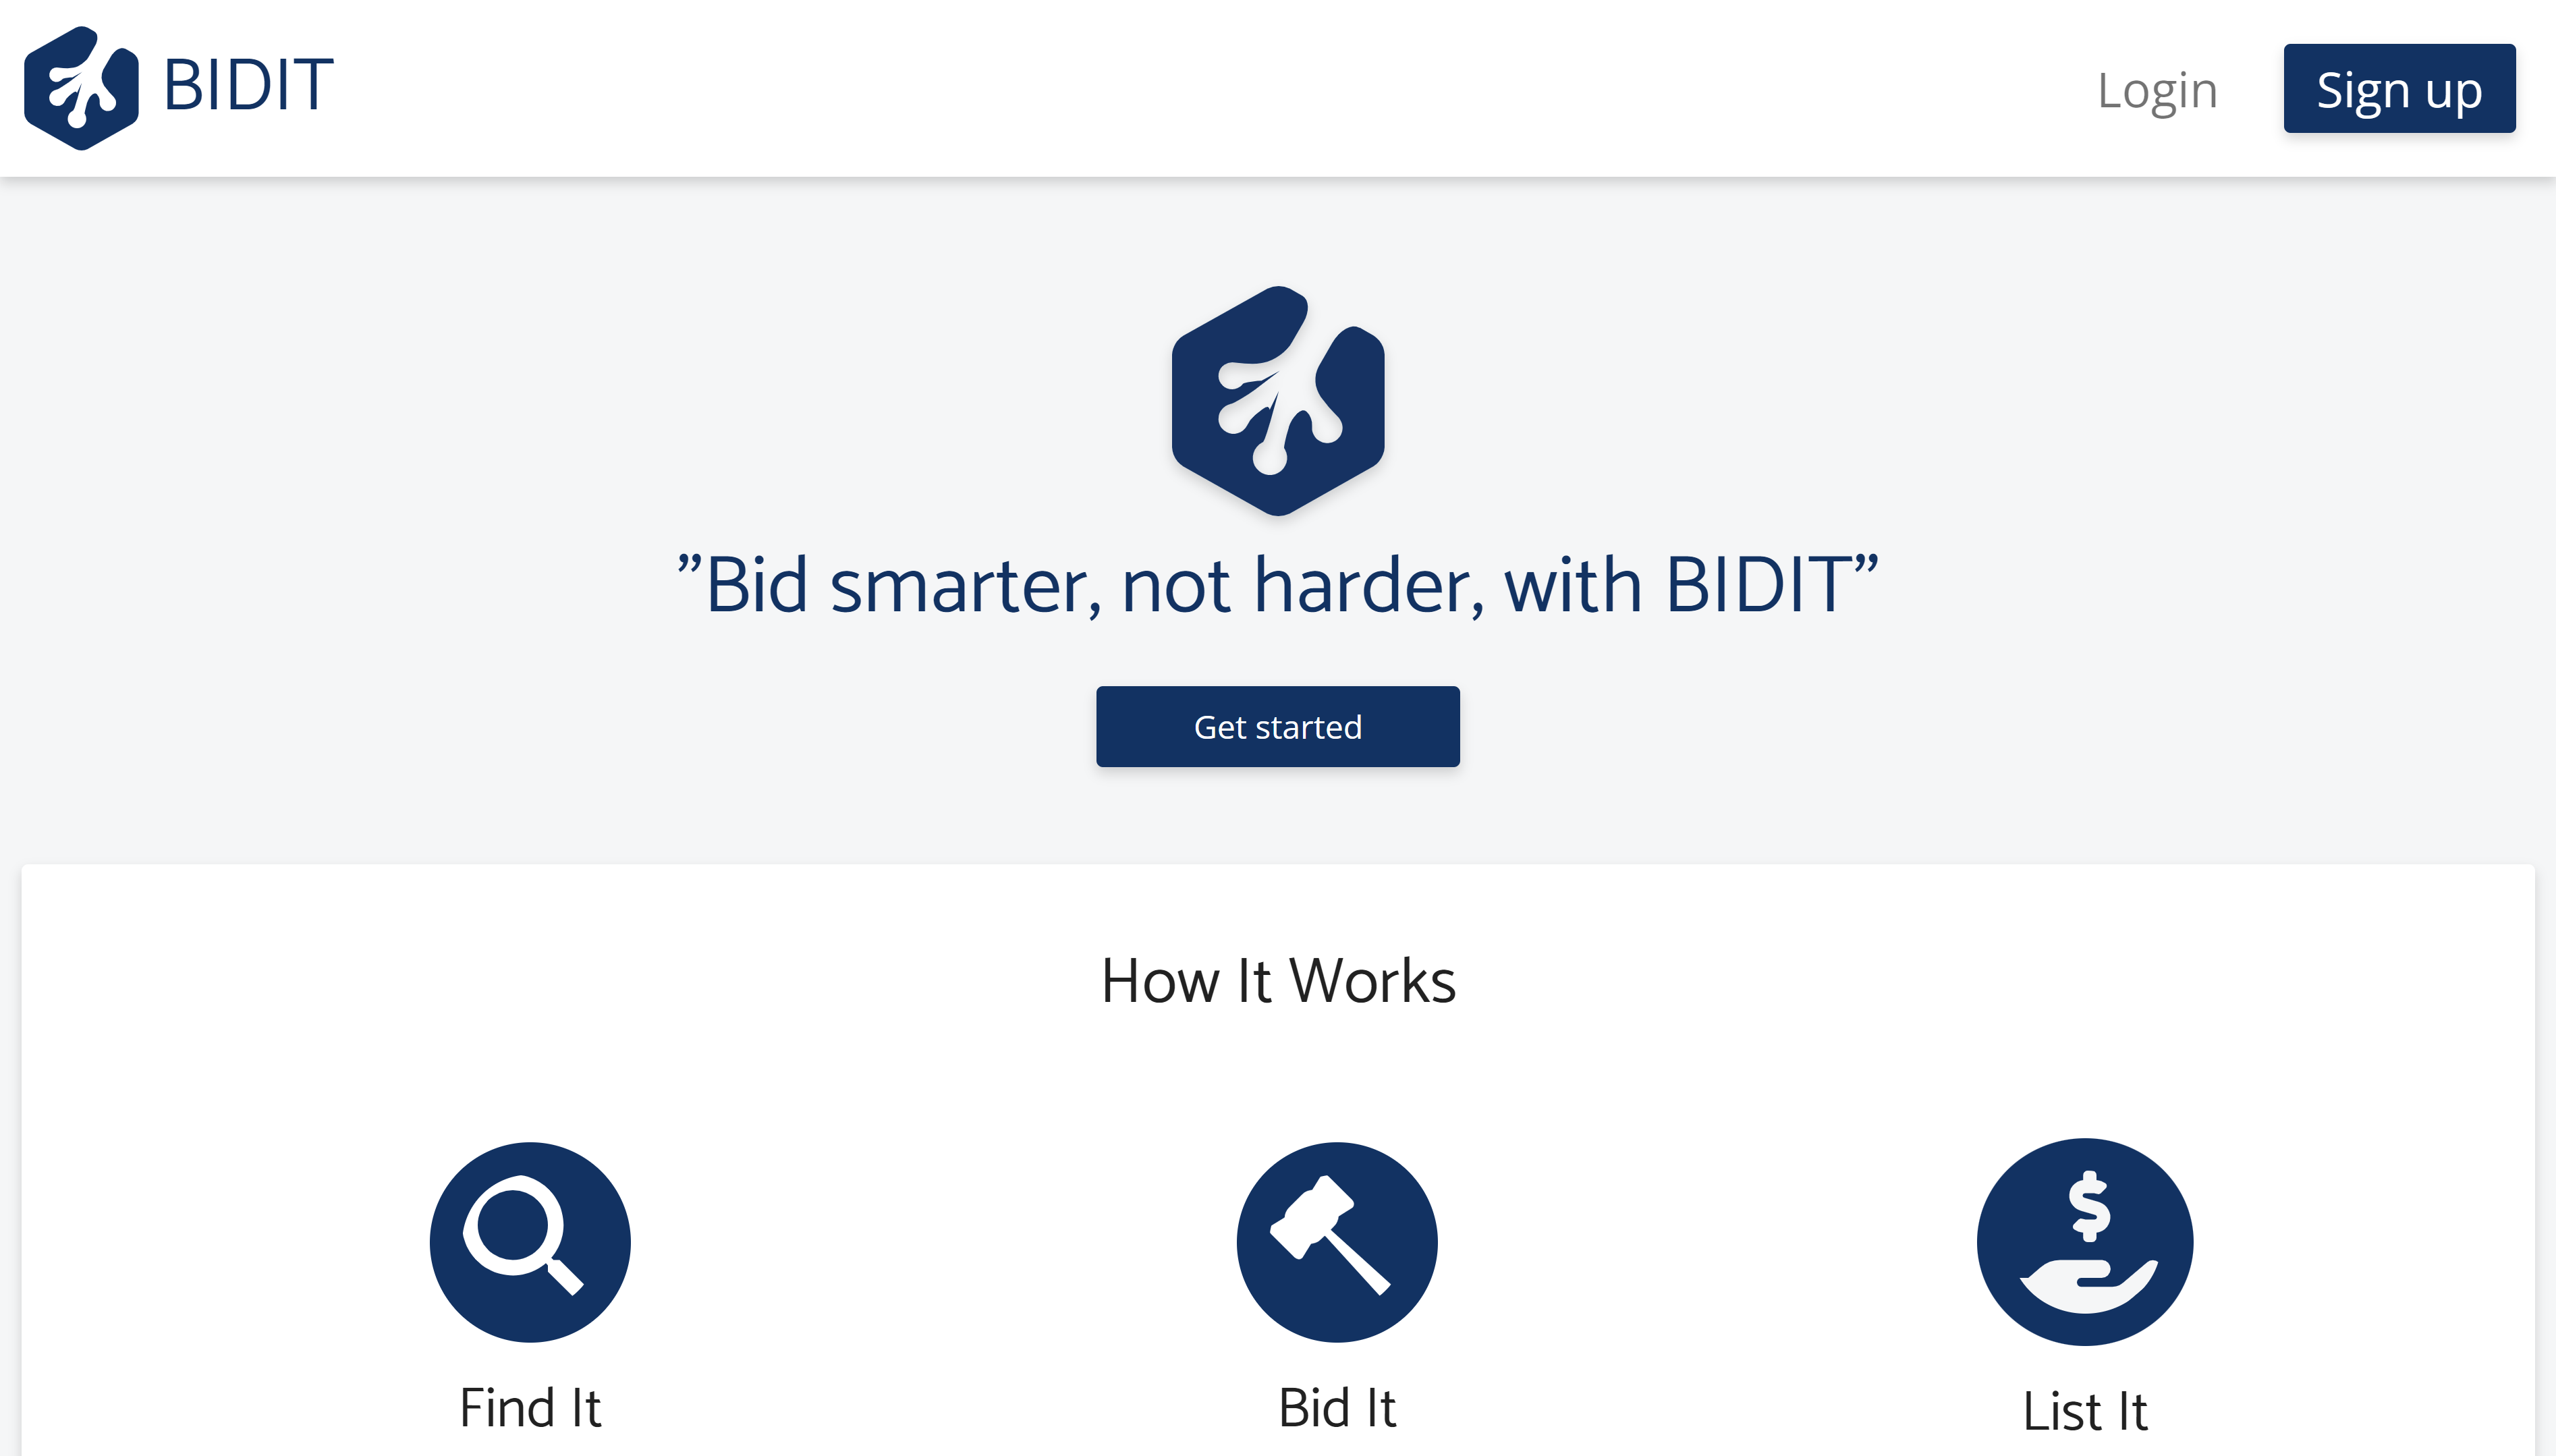 BIDIT
Login
Sign up
”Bid smarter, not harder, with BIDIT”
Get started
How It Works
$
Find It
Bid It
List It